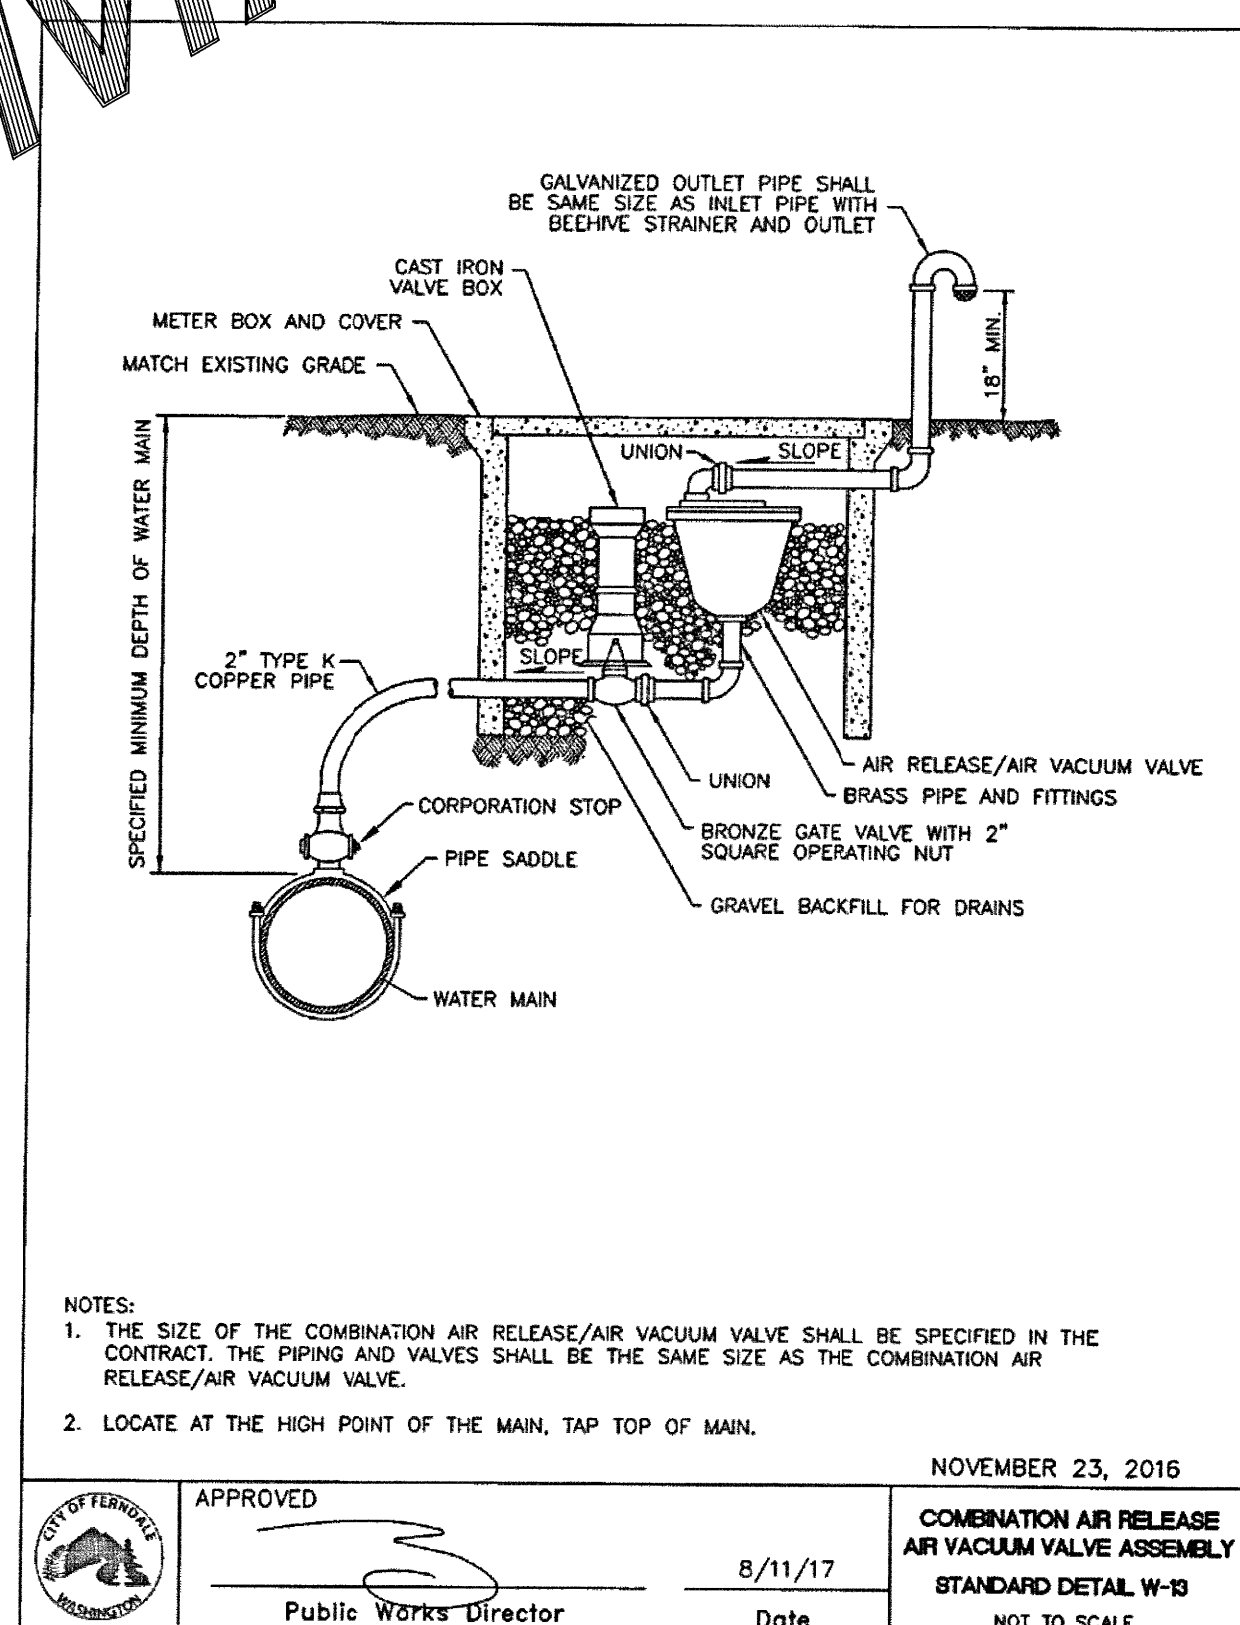 GALVANIZED OUTLET PIPE SHALL
BE SAME SIZE AS INLET PIPE WITH
BEEHIVE STRAINER AND OUTLET
CAST IRON
VALVE BOX
METER BOX AND COVER
MATCH EXISTING GRADE
18" MIN.
UNION
SLOPE
SPECIFIED MINIMUM DEPTH OF WATER MAIN
2" TYPE K
COPPER PIPE
SLOPE
AIR RELEASE/AIR VACUUM VALVE
UNION
BRASS PIPE AND FITTINGS
CORPORATION STOP
BRONZE GATE VALVE WITH 2"
SQUARE OPERATING NUT
PIPE SADDLE
GRAVEL BACKFILL FOR DRAINS
WATER MAIN
NOTES:
1. THE SIZE OF THE COMBINATION AIR RELEASE/AIR VACUUM VALVE SHALL BE SPECIFIED IN THE
CONTRACT. THE PIPING AND VALVES SHALL BE THE SAME SIZE AS THE COMBINATION AIR
RELEASE/AIR VACUUM VALVE.
2. LOCATE AT THE HIGH POINT OF THE MAIN, TAP TOP OF MAIN.
NOVEMBER 23, 2016
CITY OF FERNDALE
WASHINGTON
APPROVED
8/11/17
Public Works Director
Date
COMBINATION AIR RELEASE
AIR VACUUM VALVE ASSEMBLY
STANDARD DETAIL W-13
NOT TO SCALE